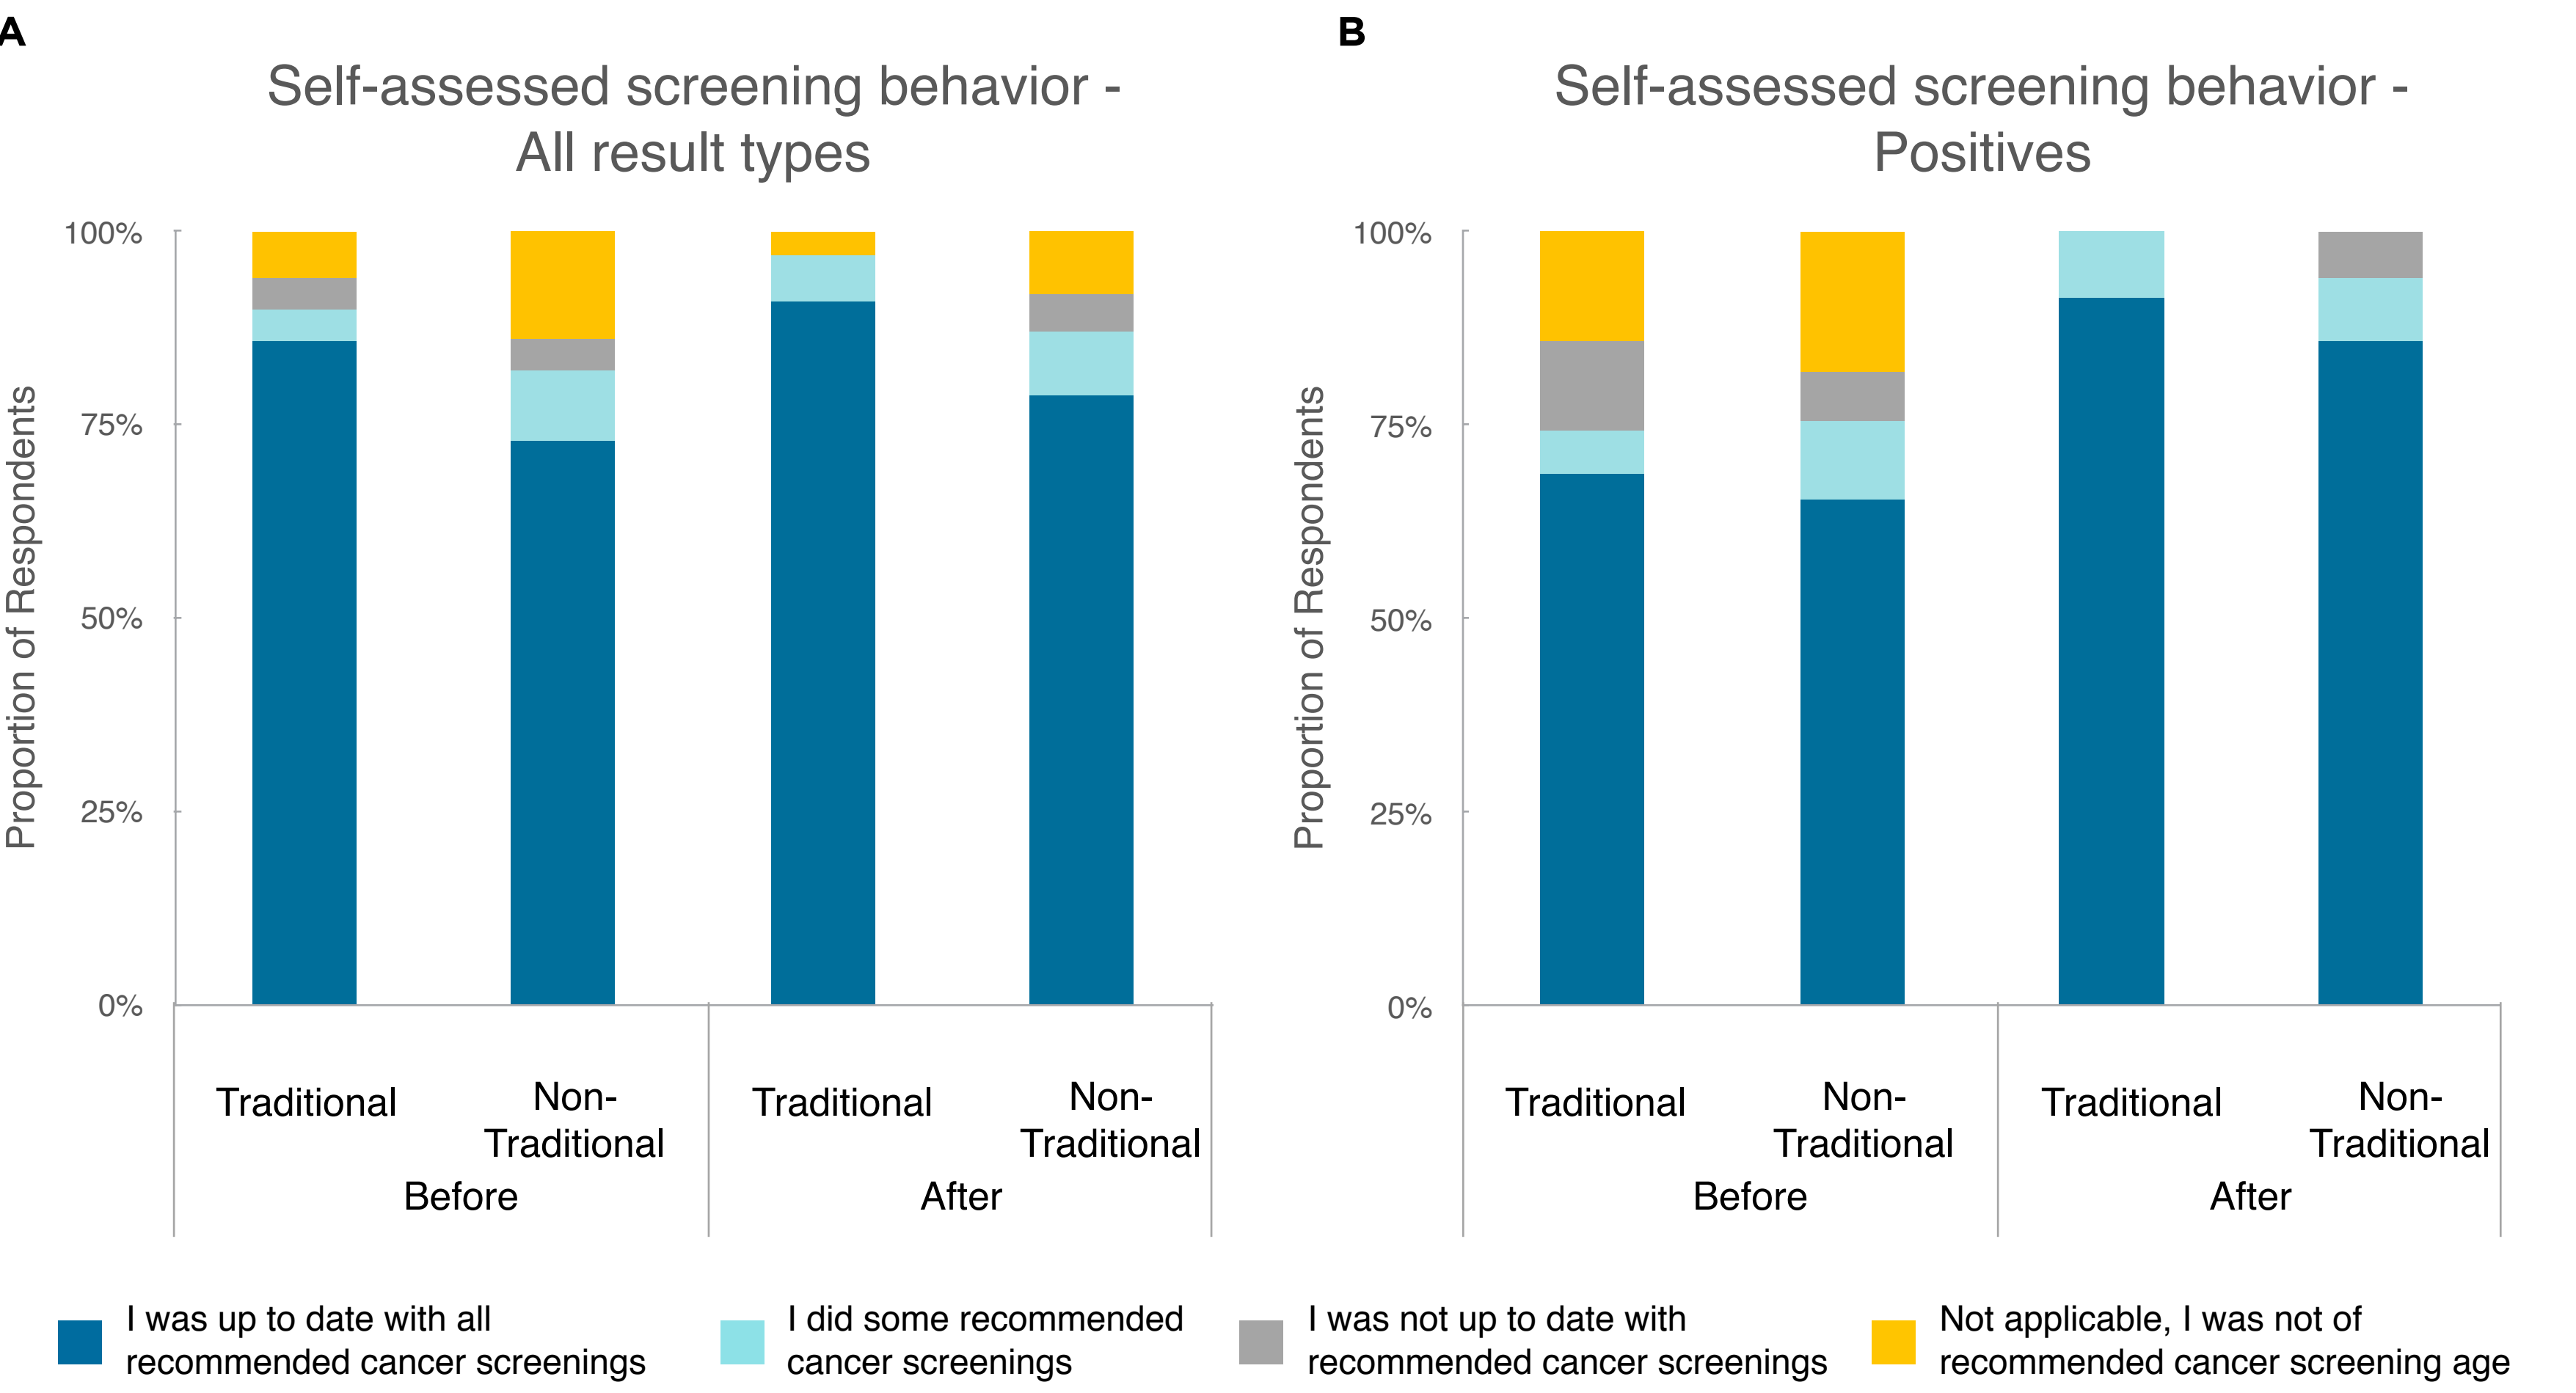 A
Self-assessed screening behavior -
All result types
100%
75%
50%
25%
0%
Proportion of Respondents
Traditional
Non-
Traditional
Traditional
Non-
Traditional
Before
After
B
Self-assessed screening behavior -
Positives
100%
75%
50%
25%
0%
Proportion of Respondents
Traditional
Non-
Traditional
Traditional
Non-
Traditional
Before
After
I was up to date with all
recommended cancer screenings
I did some recommended
cancer screenings
I was not up to date with
recommended cancer screenings
Not applicable, I was not of
recommended cancer screening age